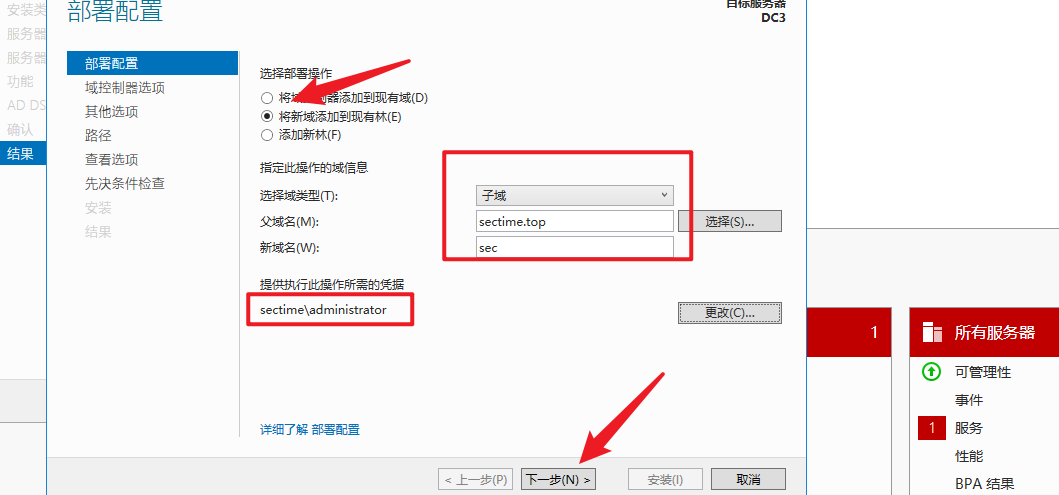 部署配置
目标服务器
DC3
安装类
服务器
服务器
功能
AD DS
确认
结果
部署配置
域控制器选项
其他选项
路径
查看选项
先决条件检查
安装
结果
选择部署操作
将域控制器添加到现有域(D)
将新域添加到现有林(E)
添加新林(F)
指定此操作的域信息
选择域类型(T):
子域
父域名(M):
sectime.top
选择(S)...
新域名(W):
sec
提供执行此操作所需的凭据
sectime\administrator
更改(C)...
详细了解 部署配置
< 上一步(P)
下一步(N) >
安装(I)
取消
1
所有服务器
可管理性
事件
1
服务
性能
BPA 结果